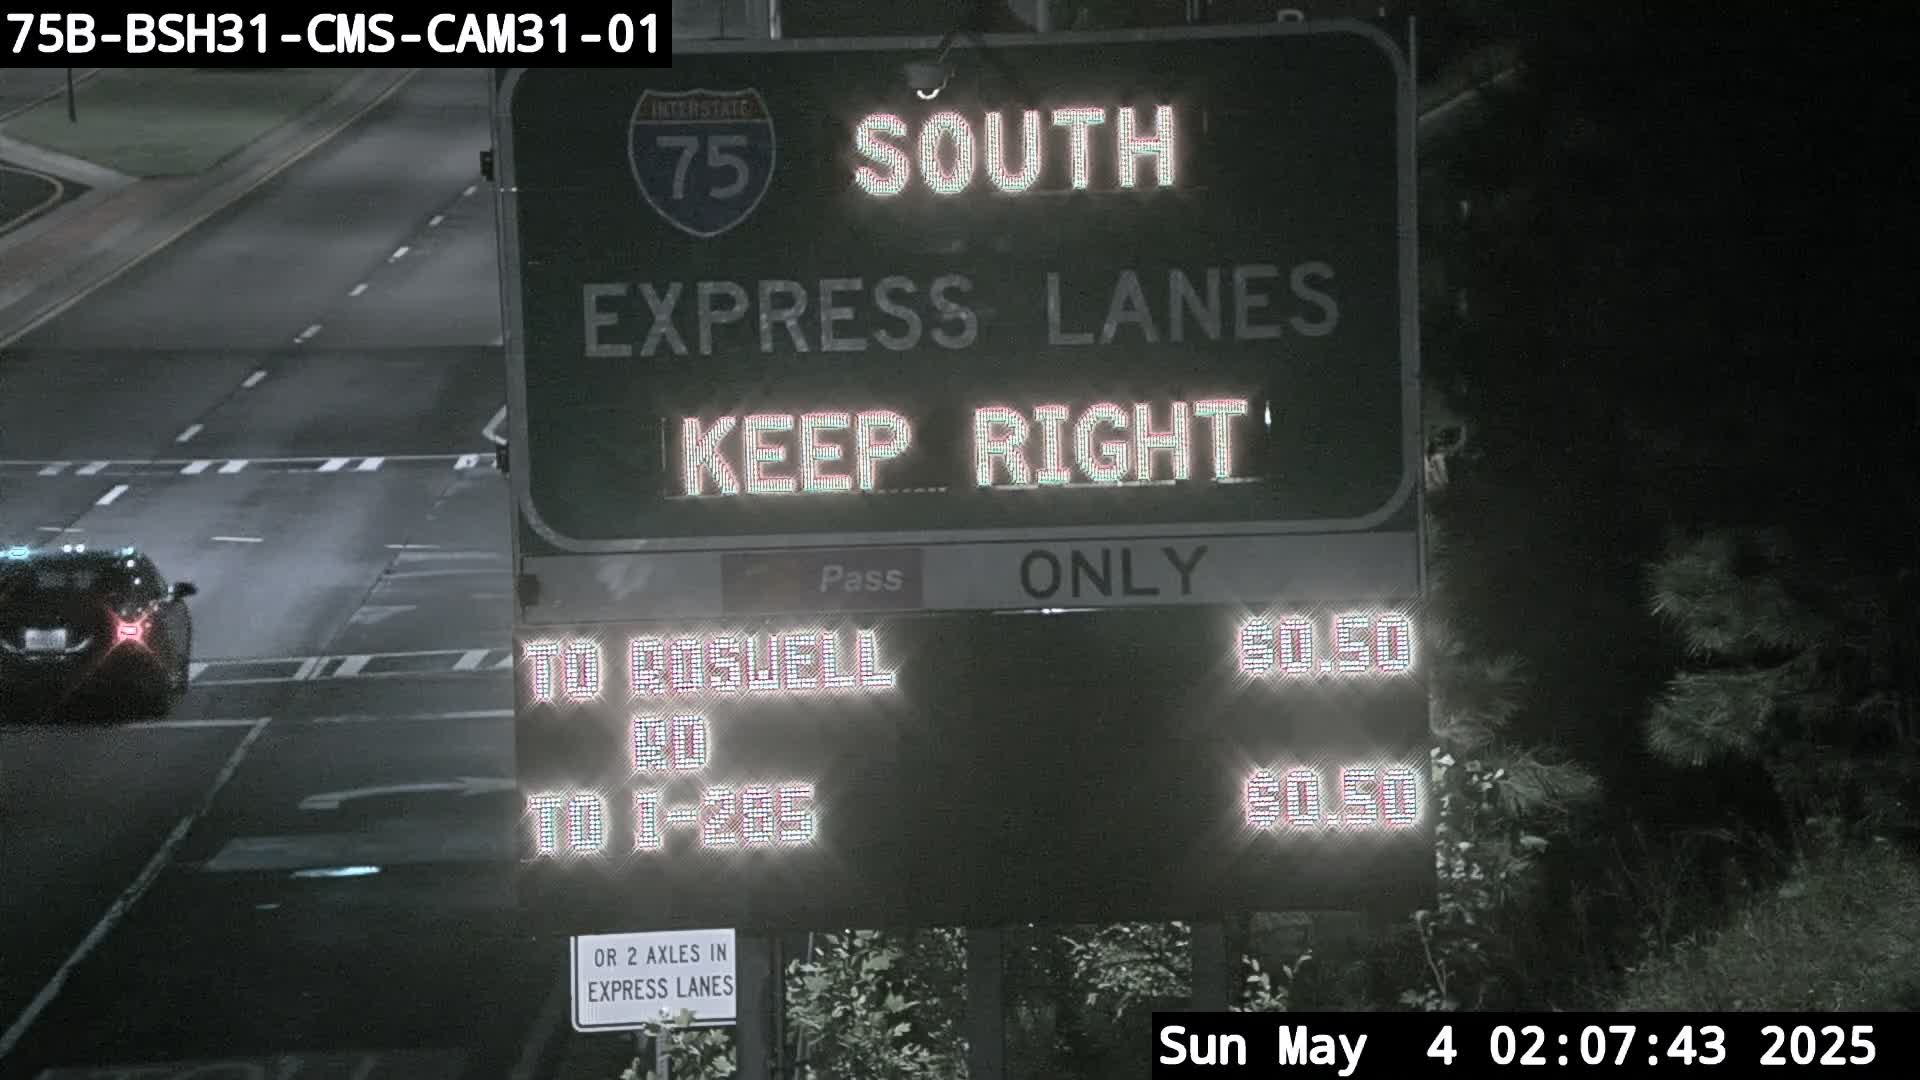 75B-BSH31-CMS-CAM31-01
INTERSTATE
75
SOUTH
EXPRESS LANES
KEEP RIGHT
Pass
ONLY
TO ROSWELL $0.50
RD
TO I-285 $0.50
OR 2 AXLES IN
EXPRESS LANES
Sun May 4 02:07:43 2025